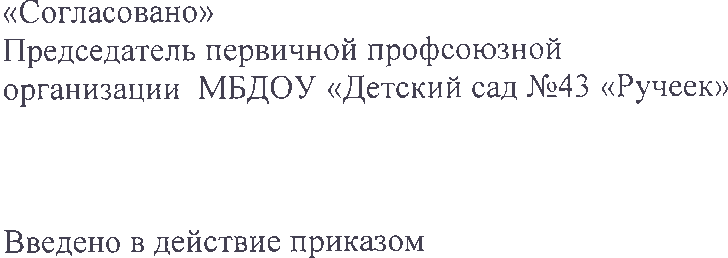 «Согласовано»
Председатель первичной профсоюзной
организации МБДОУ «Детский сад №43 «Ручеек»
Введено в действие приказом